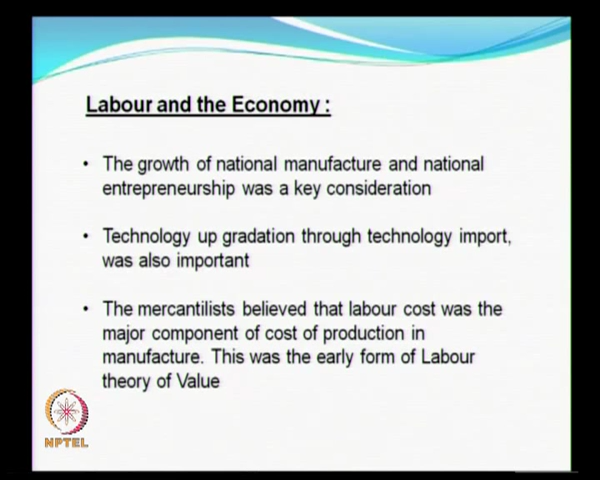 Labour and the Economy :
• The growth of national manufacture and national
entrepreneurship was a key consideration
• Technology up gradation through technology import,
was also important
• The mercantilists believed that labour cost was the
major component of cost of production in
manufacture. This was the early form of Labour
theory of Value
NPTEL